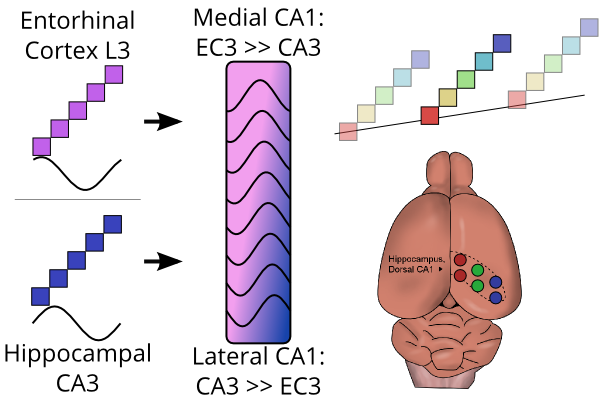 Entorhinal
Cortex L3
Medial CA1:
EC3 >> CA3
Hippocampus,
Dorsal CA1
Hippocampal
CA3
Lateral CA1:
CA3 >> EC3